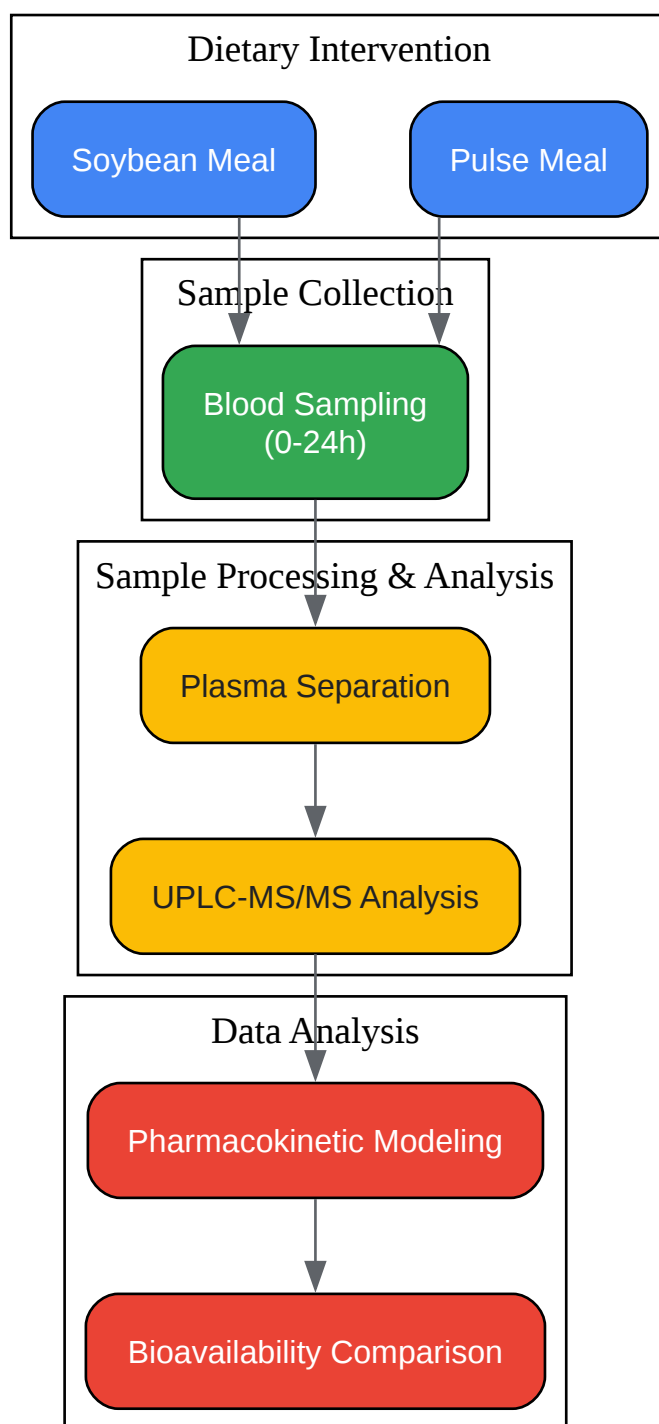 Dietary Intervention
Soybean Meal
Pulse Meal
Sample Collection
Blood Sampling
(0-24h)
Sample Processing & Analysis
Plasma Separation
UPLC-MS/MS Analysis
Data Analysis
Pharmacokinetic Modeling
Bioavailability Comparison